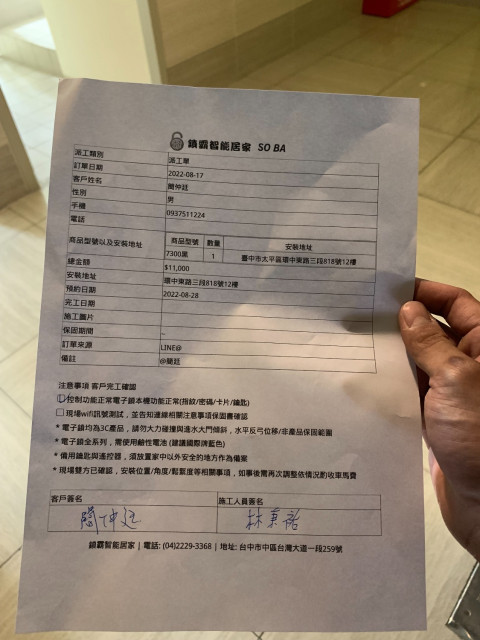 鎖霸智能居家 SO BA
派工類別 派工單
訂單日期 2022-08-17
客戶姓名 簡仲廷
性別 男
手機 0937511224
電話
商品型號以及安裝地址 商品型號 數量 安裝地址
7300黑 1 臺中市太平區環中東路三段818號12樓
總金額 $11,000
安裝地址 環中東路三段818號12樓
預約日期 2022-08-28
完工日期
施工圖片
保固期間 _
訂單來源 LINE@
備註 @簡廷
注意事項 客戶完工確認
控制功能正常電子鎖本機功能正常(指紋/密碼/卡片/鑰匙)
現場wifi訊號測試，並告知連線相關注意事項保固書確認
* 電子鎖均為3C產品，請勿大力碰撞與潑水大門傾斜，水平反弓位移/非產品保固範圍
* 電子鎖全系列，需使用鹼性電池 (建議國際牌藍色)
* 備用鑰匙與遙控器，須放置家中以外安全的地方作為備案
* 現場雙方已確認，安裝位置/角度/鬆緊度等相關事項，如事後需再次調整依情況酌收車馬費
客戶簽名 施工人員簽名
簡仲廷 林秉諮
鎖霸智能居家 | 電話: (04)2229-3368 | 地址: 台中市中區台灣大道一段259號